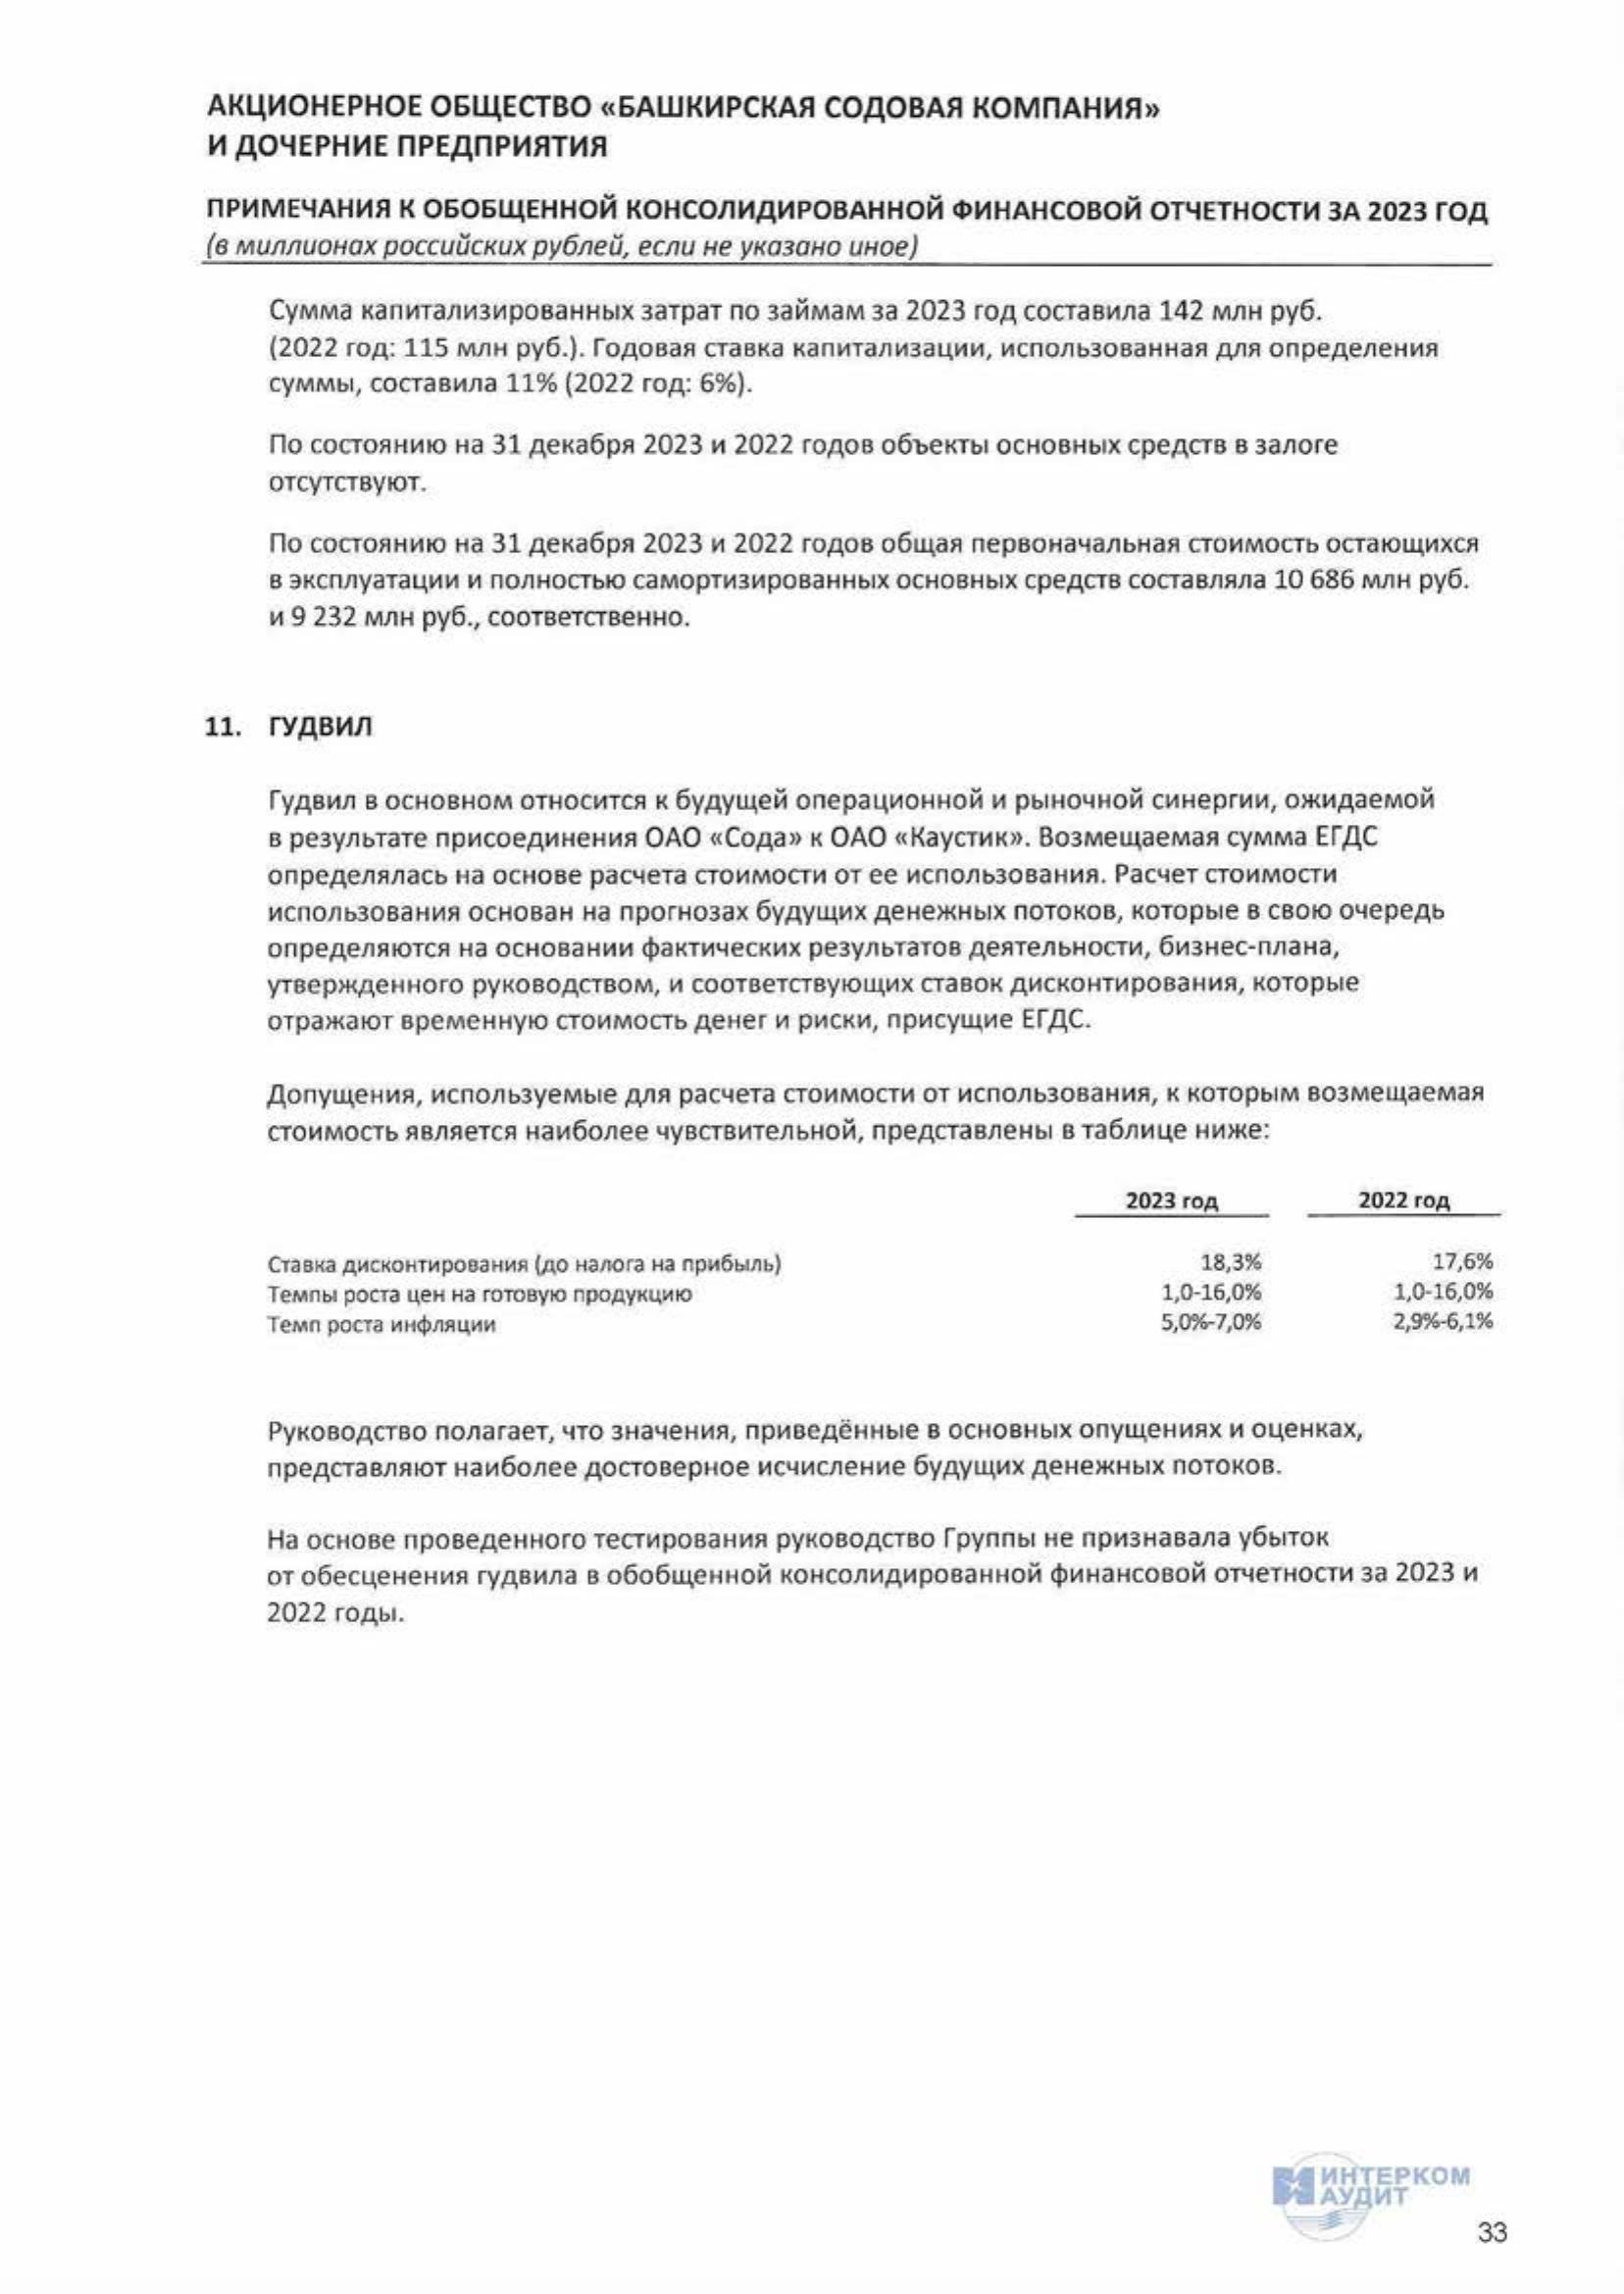 АКЦИОНЕРНОЕ ОБЩЕСТВО «БАШКИРСКАЯ СОДОВАЯ КОМПАНИЯ»
И ДОЧЕРНИЕ ПРЕДПРИЯТИЯ
ПРИМЕЧАНИЯ К ОБОБЩЕННОЙ КОНСОЛИДИРОВАННОЙ ФИНАНСОВОЙ ОТЧЕТНОСТИ ЗА 2023 ГОД
(в миллионах российских рублей, если не указано иное)
Сумма капитализированных затрат по займам за 2023 год составила 142 млн руб.
(2022 год: 115 млн руб.). Годовая ставка капитализации, использованная для определения
суммы, составила 11% (2022 год: 6%).
По состоянию на 31 декабря 2023 и 2022 годов объекты основных средств в залоге
отсутствуют.
По состоянию на 31 декабря 2023 и 2022 годов общая первоначальная стоимость остающихся
в эксплуатации и полностью самортизированных основных средств составляла 10 686 млн руб.
и 9 232 млн руб., соответственно.
11. ГУДВИЛ
Гудвил в основном относится к будущей операционной и рыночной синергии, ожидаемой
в результате присоединения ОАО «Сода» к ОАО «Каустик». Возмещаемая сумма ЕГДС
определялась на основе расчета стоимости от ее использования. Расчет стоимости
использования основан на прогнозах будущих денежных потоков, которые в свою очередь
определяются на основании фактических результатов деятельности, бизнес-плана,
утвержденного руководством, и соответствующих ставок дисконтирования, которые
отражают временную стоимость денег и риски, присущие ЕГДС.
Допущения, используемые для расчета стоимости от использования, к которым возмещаемая
стоимость является наиболее чувствительной, представлены в таблице ниже:
2023 год 2022 год
Ставка дисконтирования (до налога на прибыль) 18,3% 17,6%
Темпы роста цен на готовую продукцию 1,0-16,0% 1,0-16,0%
Темп роста инфляции 5,0%-7,0% 2,9%-6,1%
Руководство полагает, что значения, приведённые в основных опущениях и оценках,
представляют наиболее достоверное исчисление будущих денежных потоков.
На основе проведенного тестирования руководство Группы не признавала убыток
от обесценения гудвила в обобщенной консолидированной финансовой отчетности за 2023 и
2022 годы.
ИНТЕРКОМ
АУДИТ
33